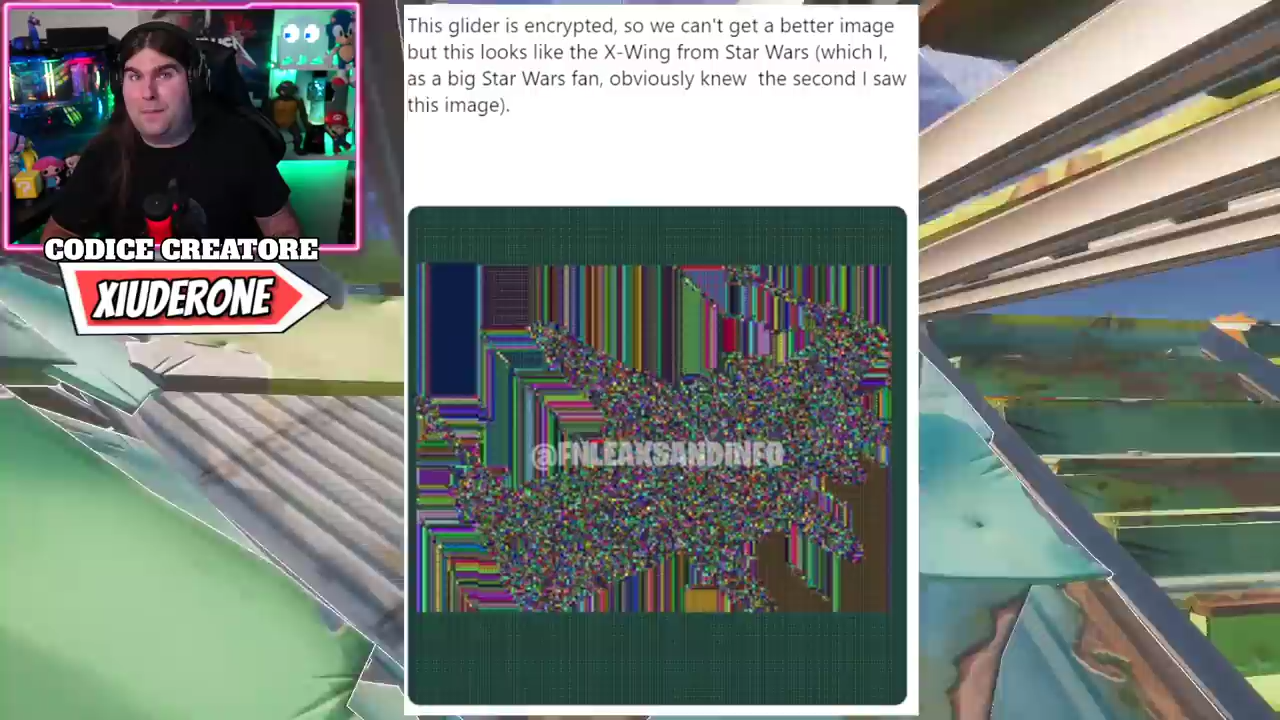 This glider is encrypted, so we can't get a better image
but this looks like the X-Wing from Star Wars (which I,
as a big Star Wars fan, obviously knew the second I saw
this image).
CODICE CREATORE
XIUDERONE
@FNLEAKSANDINFO